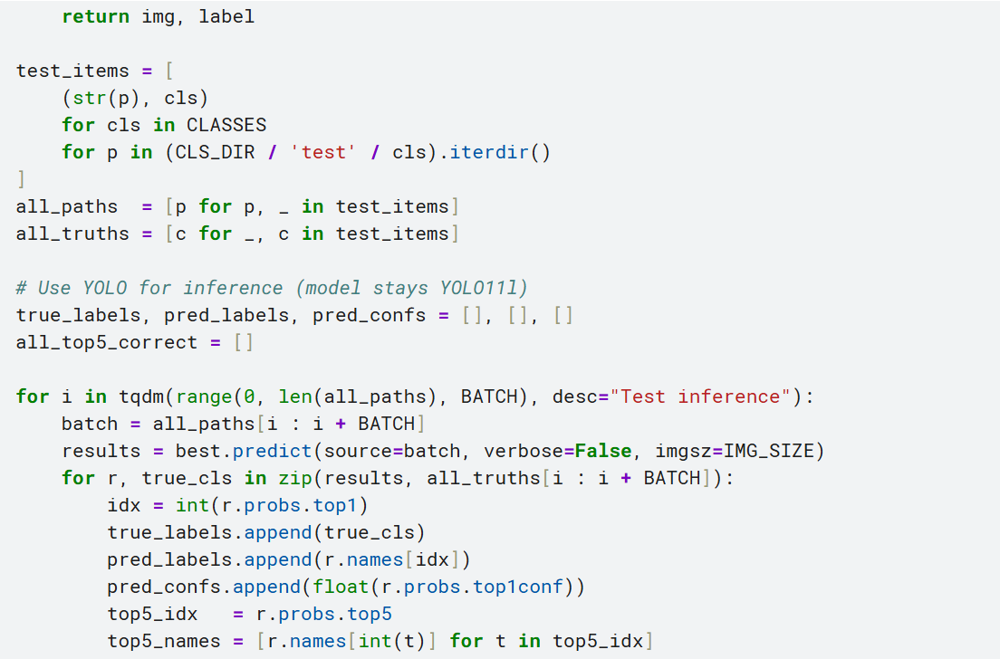 return img, label

test_items = [
    (str(p), cls)
    for cls in CLASSES
    for p in (CLS_DIR / 'test' / cls).iterdir()
]
all_paths  = [p for p, _ in test_items]
all_truths = [c for _, c in test_items]

# Use YOLO for inference (model stays YOLO11l)
true_labels, pred_labels, pred_confs = [], [], []
all_top5_correct = []

for i in tqdm(range(0, len(all_paths), BATCH), desc="Test inference"):
    batch = all_paths[i : i + BATCH]
    results = best.predict(source=batch, verbose=False, imgsz=IMG_SIZE)
    for r, true_cls in zip(results, all_truths[i : i + BATCH]):
        idx = int(r.probs.top1)
        true_labels.append(true_cls)
        pred_labels.append(r.names[idx])
        pred_confs.append(float(r.probs.top1conf))
        top5_idx   = r.probs.top5
        top5_names = [r.names[int(t)] for t in top5_idx]